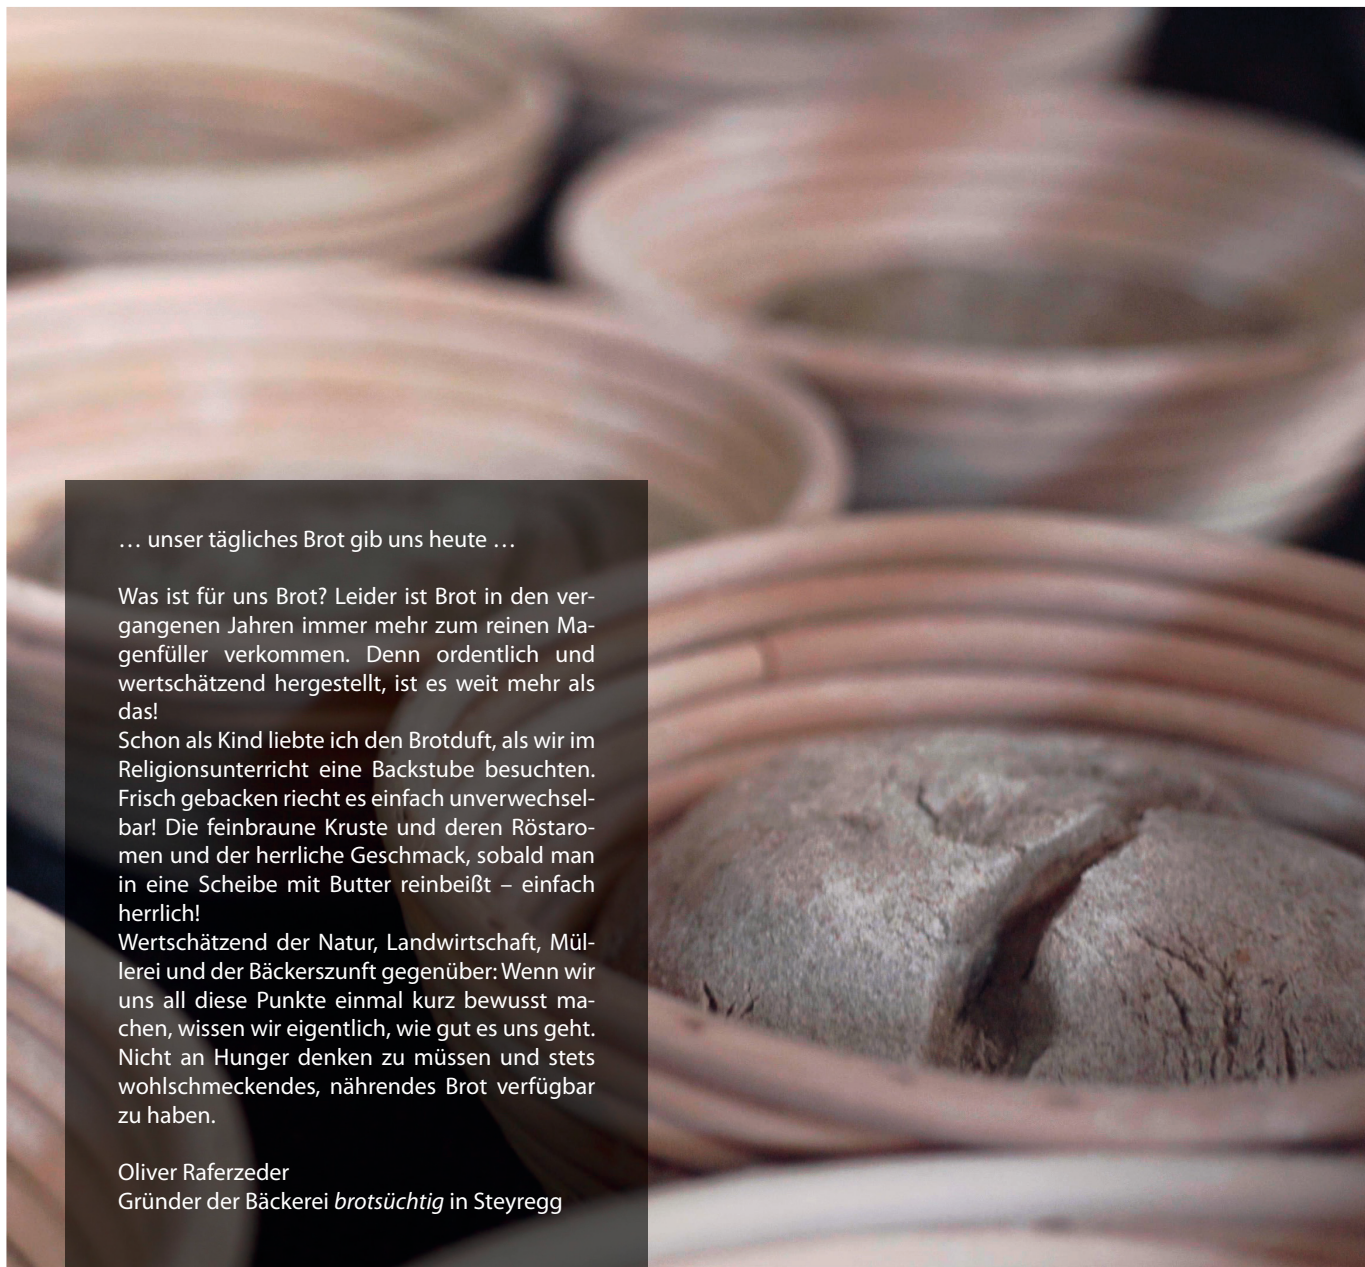 … unser tägliches Brot gib uns heute …
Was ist für uns Brot? Leider ist Brot in den ver-
gangenen Jahren immer mehr zum reinen Ma-
genfüller verkommen. Denn ordentlich und
wertschätzend hergestellt, ist es weit mehr als
das!
Schon als Kind liebte ich den Brotduft, als wir im
Religionsunterricht eine Backstube besuchten.
Frisch gebacken riecht es einfach unverwechsel-
bar! Die feinbraune Kruste und deren Röstaro-
men und der herrliche Geschmack, sobald man
in eine Scheibe mit Butter reinbeißt – einfach
herrlich!
Wertschätzend der Natur, Landwirtschaft, Mül-
lerei und der Bäckerszunft gegenüber: Wenn wir
uns all diese Punkte einmal kurz bewusst ma-
chen, wissen wir eigentlich, wie gut es uns geht.
Nicht an Hunger denken zu müssen und stets
wohlschmeckendes, nährendes Brot verfügbar
zu haben.
Oliver Raferzeder
Gründer der Bäckerei brotsüchtig in Steyregg